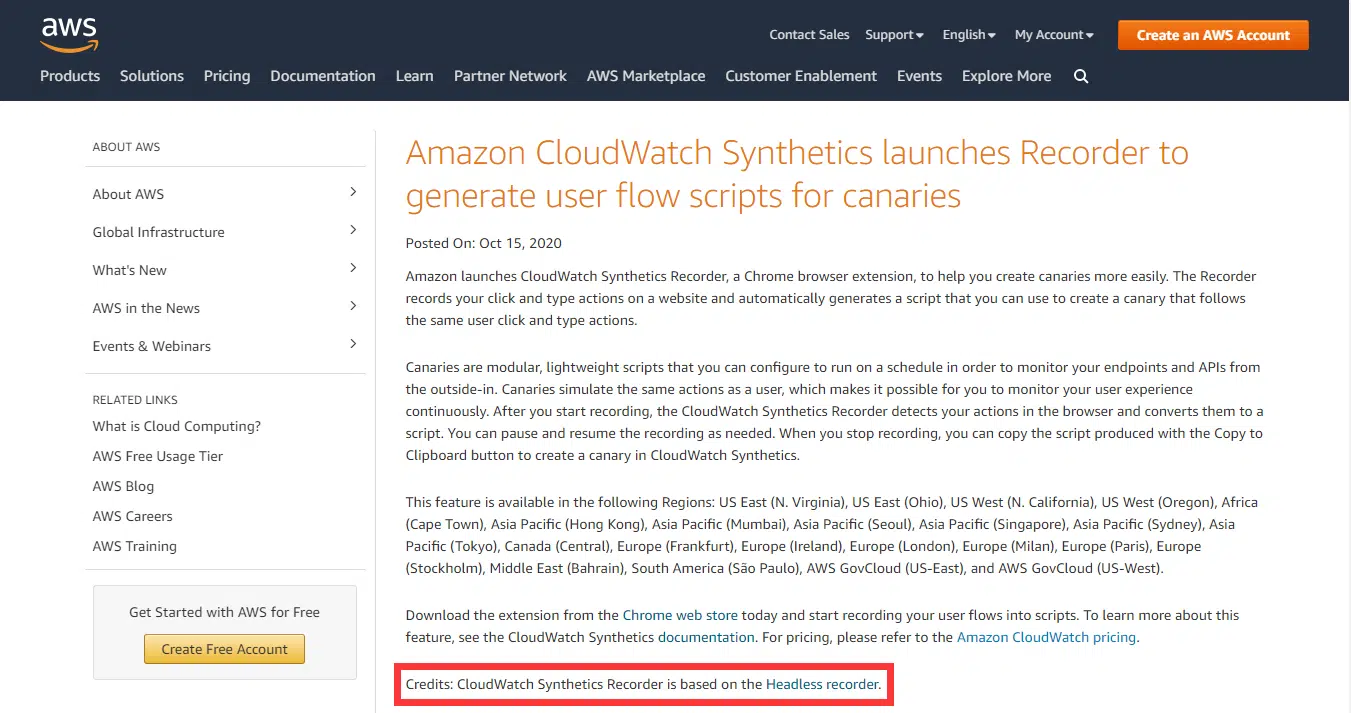 aws
Contact Sales Support English My Account Create an AWS Account
Products Solutions Pricing Documentation Learn Partner Network AWS Marketplace Customer Enablement Events Explore More
ABOUT AWS
About AWS
Global Infrastructure
What's New
AWS in the News
Events & Webinars
RELATED LINKS
What is Cloud Computing?
AWS Free Usage Tier
AWS Blog
AWS Careers
AWS Training
Get Started with AWS for Free
Create Free Account
Amazon CloudWatch Synthetics launches Recorder to
generate user flow scripts for canaries
Posted On: Oct 15, 2020
Amazon launches CloudWatch Synthetics Recorder, a Chrome browser extension, to help you create canaries more easily. The Recorder
records your click and type actions on a website and automatically generates a script that you can use to create a canary that follows
the same user click and type actions.
Canaries are modular, lightweight scripts that you can configure to run on a schedule in order to monitor your endpoints and APIs from
the outside-in. Canaries simulate the same actions as a user, which makes it possible for you to monitor your user experience
continuously. After you start recording, the CloudWatch Synthetics Recorder detects your actions in the browser and converts them to a
script. You can pause and resume the recording as needed. When you stop recording, you can copy the script produced with the Copy to
Clipboard button to create a canary in CloudWatch Synthetics.
This feature is available in the following Regions: US East (N. Virginia), US East (Ohio), US West (N. California), US West (Oregon), Africa
(Cape Town), Asia Pacific (Hong Kong), Asia Pacific (Mumbai), Asia Pacific (Seoul), Asia Pacific (Singapore), Asia Pacific (Sydney), Asia
Pacific (Tokyo), Canada (Central), Europe (Frankfurt), Europe (Ireland), Europe (London), Europe (Milan), Europe (Paris), Europe
(Stockholm), Middle East (Bahrain), South America (São Paulo), AWS GovCloud (US-East), and AWS GovCloud (US-West).
Download the extension from the Chrome web store today and start recording your user flows into scripts. To learn more about this
feature, see the CloudWatch Synthetics documentation. For pricing, please refer to the Amazon CloudWatch pricing.
Credits: CloudWatch Synthetics Recorder is based on the Headless recorder.